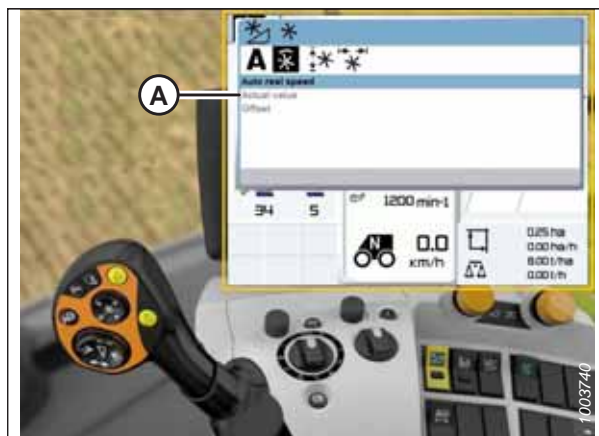 A
Auto reel speed
A
Actual value
Offset
34
5
1200 min-1
N
0.0
км/h
0.25 ha
0.00 ha/h
8.00 t/ha
0.00 t/h
1003740